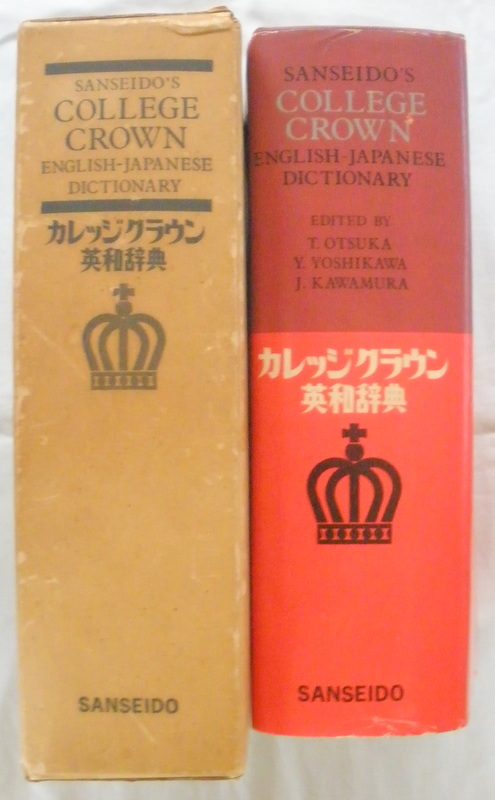 SANSEIDO'S
COLLEGE
CROWN
ENGLISH-JAPANESE
DICTIONARY
カレッジクラウン
英和辞典
SANSEIDO
SANSEIDO'S
COLLEGE
CROWN
ENGLISH-JAPANESE
DICTIONARY
EDITED BY
T. OTSUKA
Y. YOSHIKAWA
J. KAWAMURA
カレッジクラウン
英和辞典
SANSEIDO